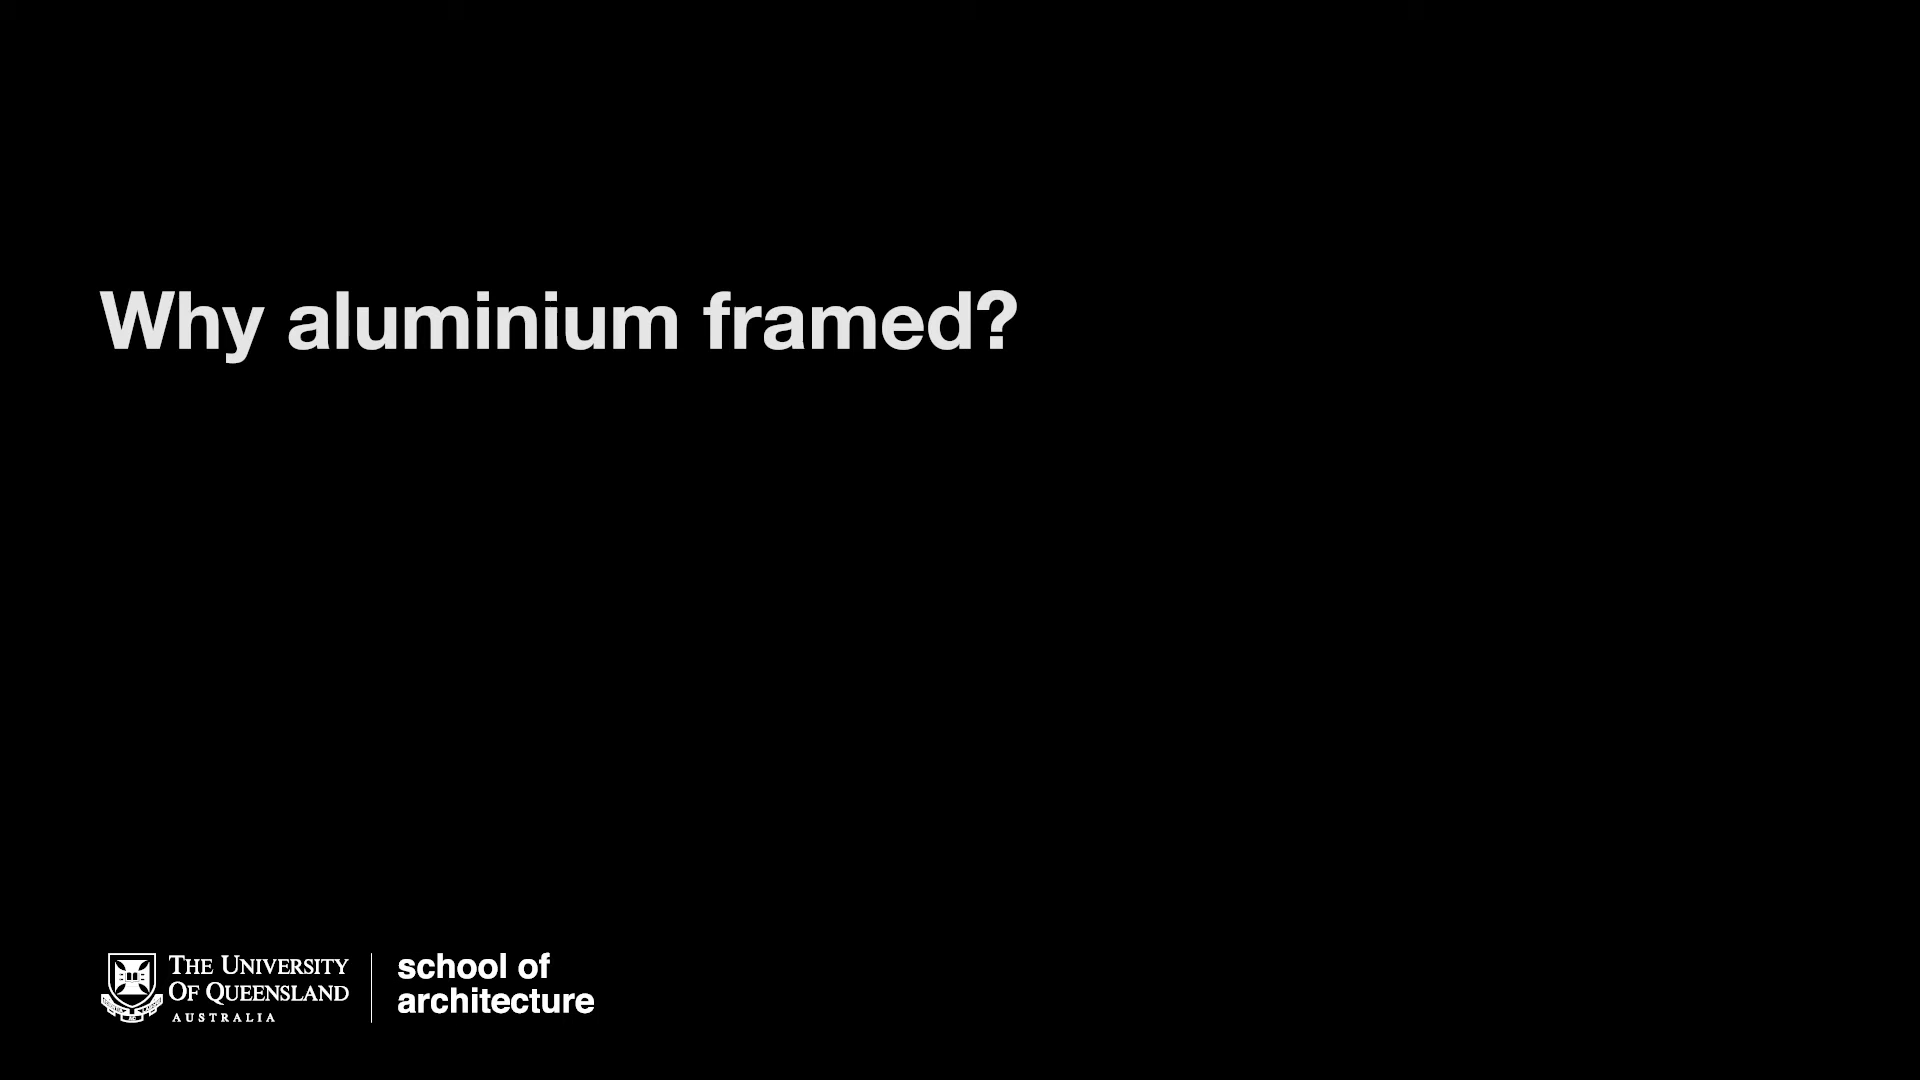 Why aluminium framed?
THE UNIVERSITY
OF QUEENSLAND
AUSTRALIA
school of
architecture